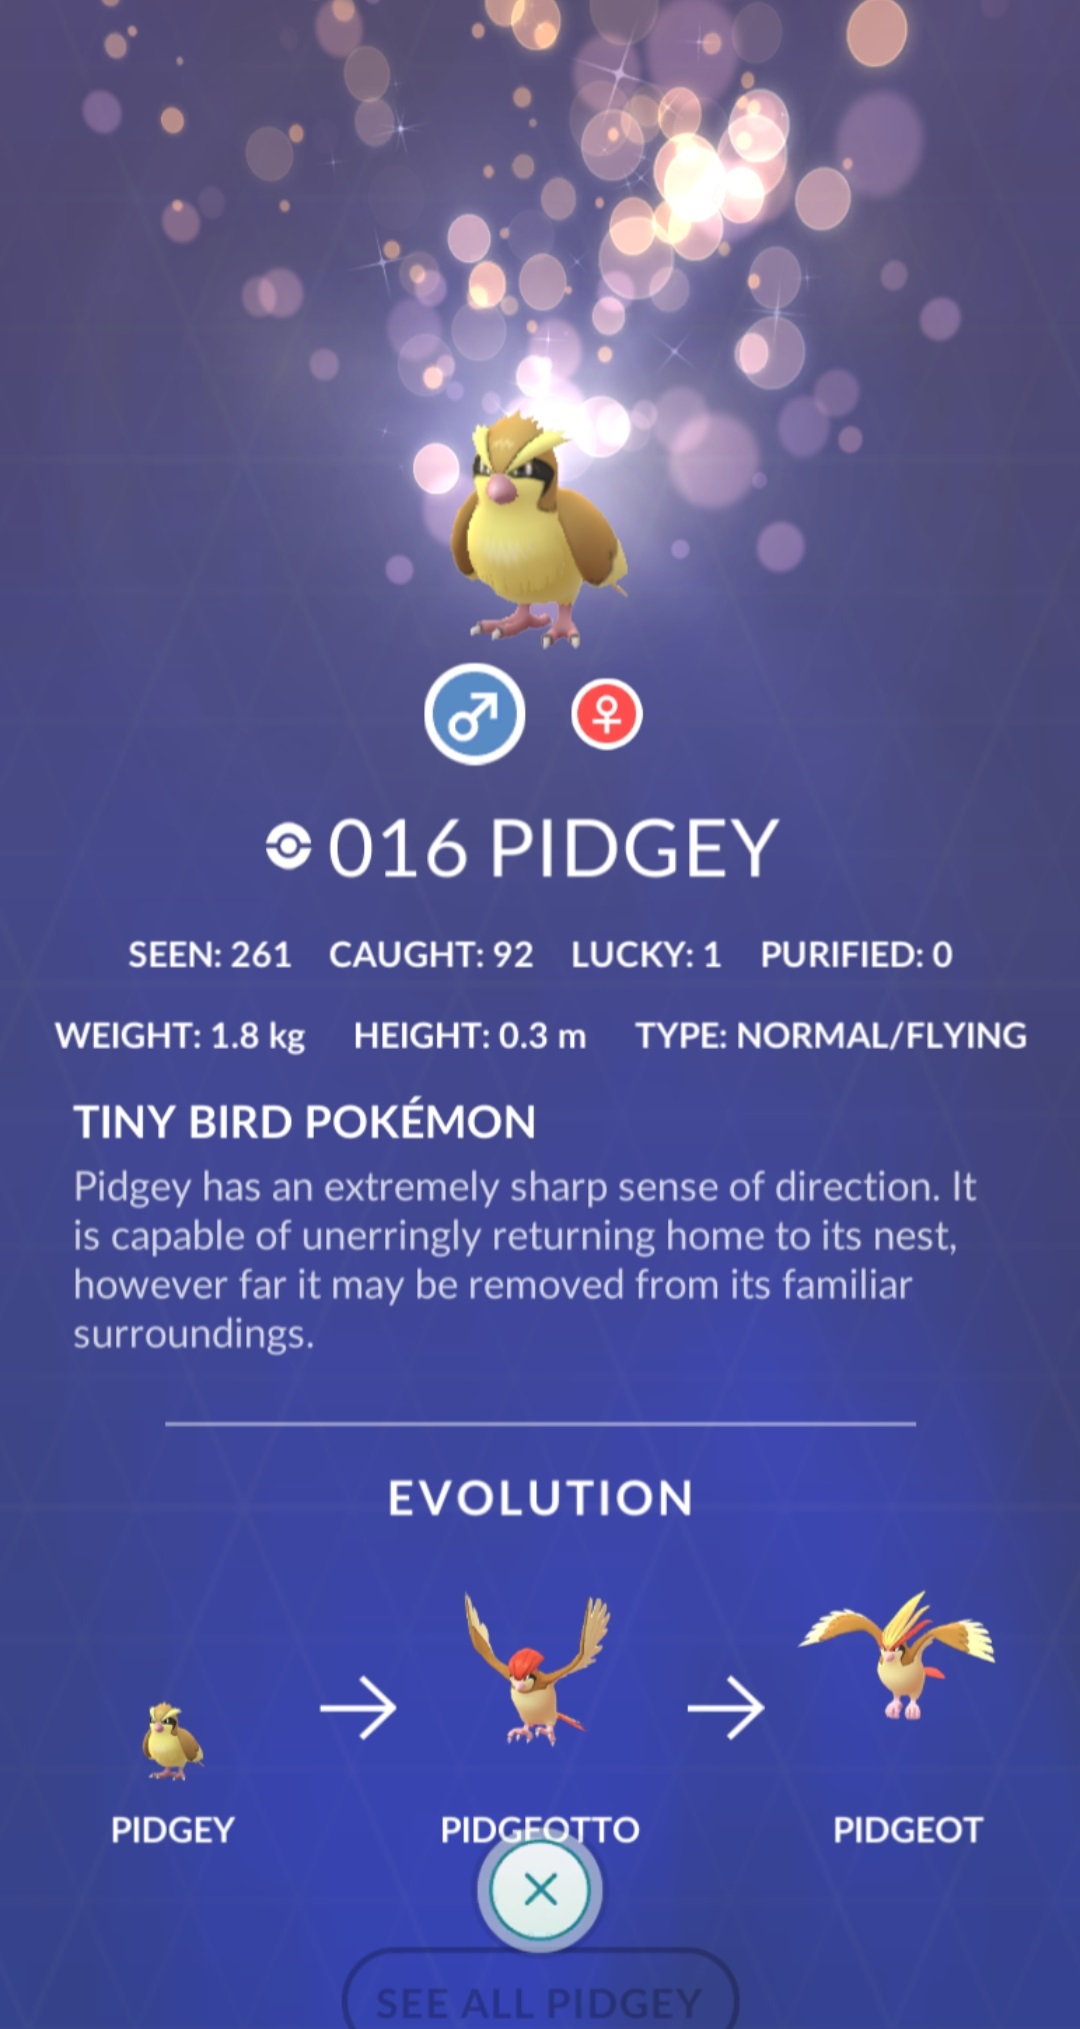 016 PIDGEY
SEEN: 261 CAUGHT: 92 LUCKY: 1 PURIFIED: 0
WEIGHT: 1.8 kg HEIGHT: 0.3 m TYPE: NORMAL/FLYING
TINY BIRD POKÉMON
Pidgey has an extremely sharp sense of direction. It
is capable of unerringly returning home to its nest,
however far it may be removed from its familiar
surroundings.
EVOLUTION
PIDGEY PIDGEOTTO PIDGEOT
SEE ALL PIDGEY